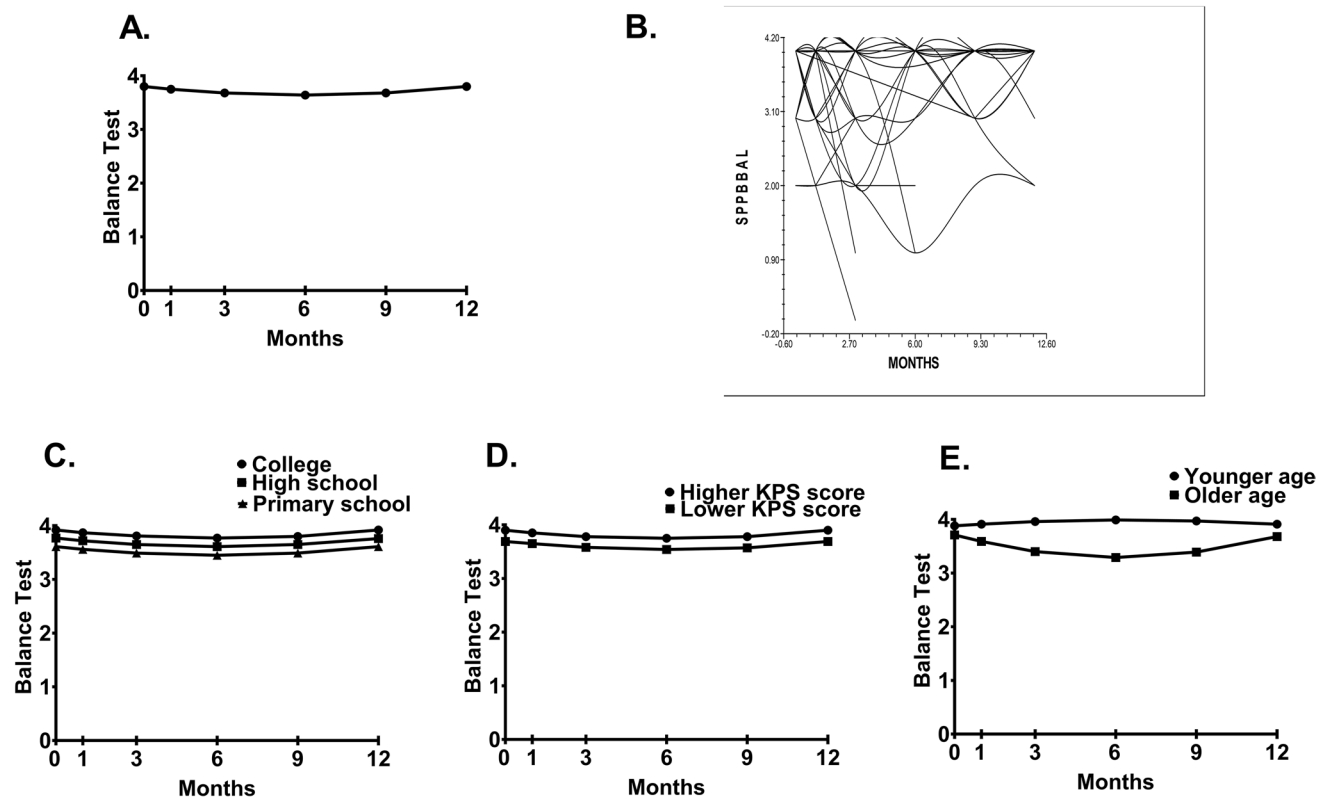 A.
4
3
2
1
0
0 1 3 6 9 12
Balance Test
Months
B.
4.20
3.10
2.00
0.90
-0.20
-0.60 2.70 6.00 9.30 12.60
SPPBBAL
MONTHS
C.
College
High school
Primary school
4
3
2
1
0
0 1 3 6 9 12
Balance Test
Months
D.
Higher KPS score
Lower KPS score
4
3
2
1
0
0 1 3 6 9 12
Balance Test
Months
E.
Younger age
Older age
4
3
2
1
0
0 1 3 6 9 12
Balance Test
Months